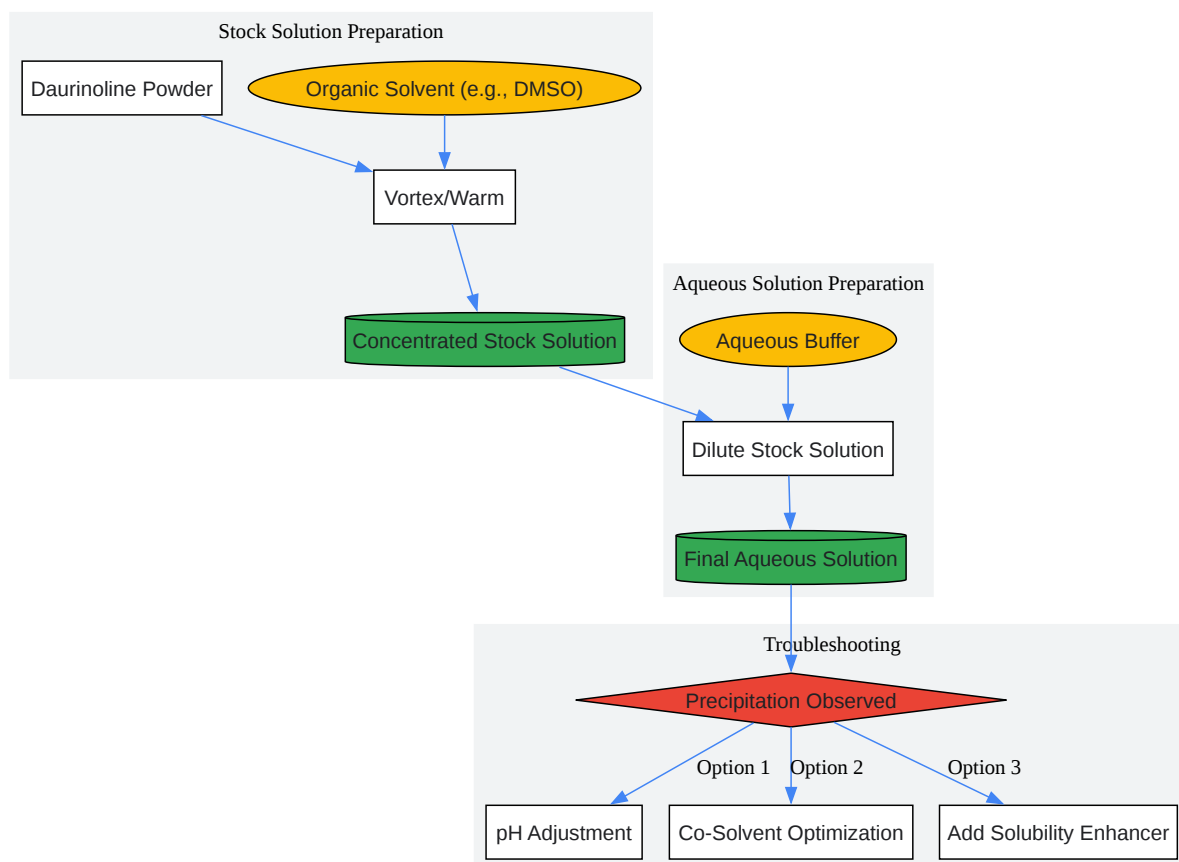 Stock Solution Preparation
Daurinoline Powder
Organic Solvent (e.g., DMSO)
Vortex/Warm
Concentrated Stock Solution
Aqueous Solution Preparation
Aqueous Buffer
Dilute Stock Solution
Final Aqueous Solution
Troubleshooting
Precipitation Observed
Option 1
Option 2
Option 3
pH Adjustment
Co-Solvent Optimization
Add Solubility Enhancer